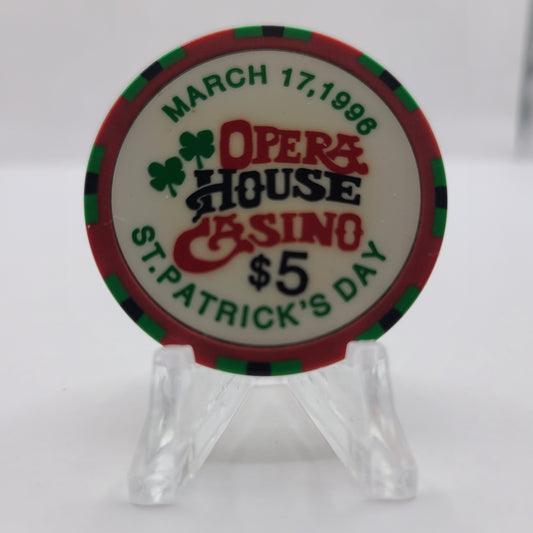 MARCH 17, 1996
OPERA
HOUSE
CASINO
$5
ST. PATRICK'S DAY